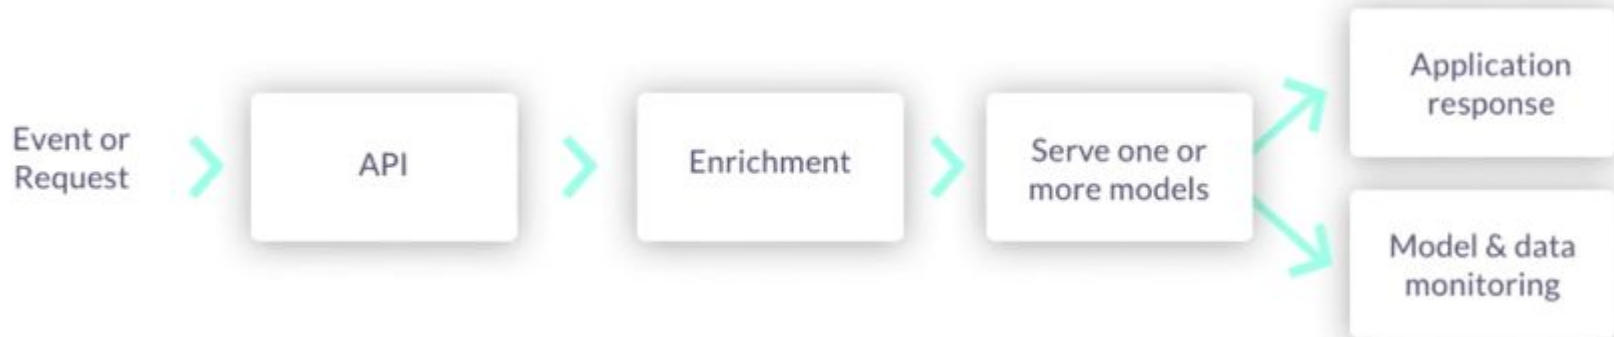 Event or
Request
API
Enrichment
Serve one or
more models
Application
response
Model & data
monitoring